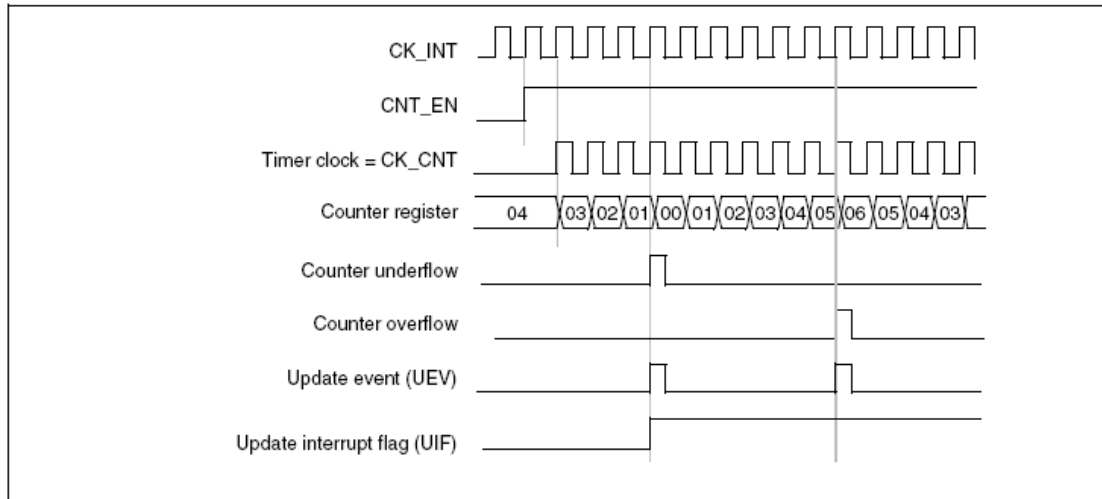 CK_INT
CNT_EN
Timer clock = CK_CNT
Counter register 04 03 02 01 00 01 02 03 04 05 06 05 04 03
Counter underflow
Counter overflow
Update event (UEV)
Update interrupt flag (UIF)